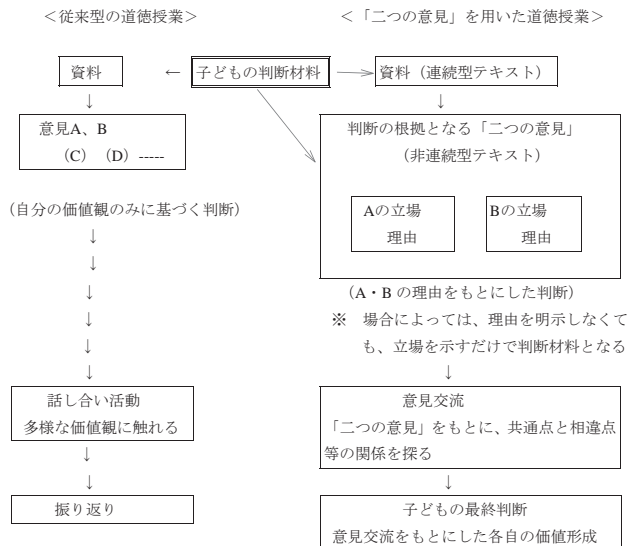 ＜従来型の道徳授業＞
＜「二つの意見」を用いた道徳授業＞
資料
←
子どもの判断材料
資料（連続型テキスト）
↓
↓
意見A、B
（C）（D）-----
判断の根拠となる「二つの意見」
（非連続型テキスト）
Aの立場
理由
Bの立場
理由
（自分の価値観のみに基づく判断）
↓
↓
↓
↓
↓
↓
（A・B の理由をもとにした判断）
※　場合によっては、理由を明示しなくて
も、立場を示すだけで判断材料となる
↓
話し合い活動
多様な価値観に触れる
意見交流
「二つの意見」をもとに、共通点と相違点
等の関係を探る
↓
↓
↓
振り返り
子どもの最終判断
意見交流をもとにした各自の価値形成